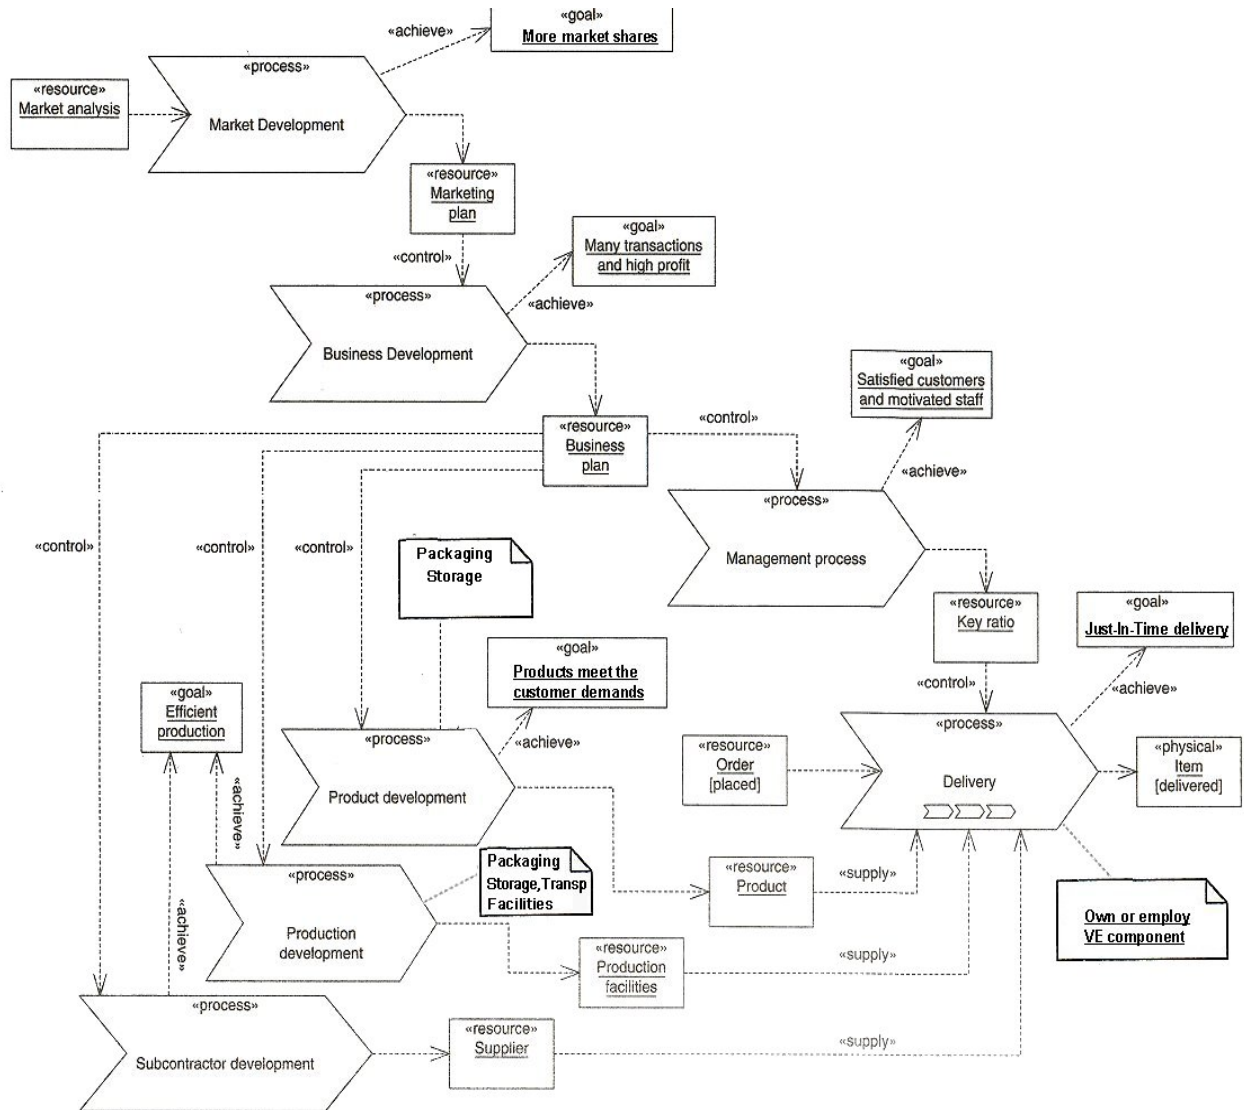 «goal»
More market shares
«achieve»
«process»
Market Development
«resource»
Market analysis
«resource»
Marketing
plan
«control»
«goal»
Many transactions
and high profit
«achieve»
«process»
Business Development
«goal»
Satisfied customers
and motivated staff
«achieve»
«resource»
Business
plan
«control»
«process»
Management process
«control»
«control»
«control»
Packaging
Storage
«resource»
Key ratio
«control»
«goal»
Just-In-Time delivery
«achieve»
«goal»
Products meet the
customer demands
«achieve»
«goal»
Efficient
production
«achieve»
«achieve»
«process»
Product development
«resource»
Order
[placed]
«process»
Delivery
«physical»
Item
[delivered]
Packaging
Storage,Transp
Facilities
«process»
Production
development
«resource»
Product
«supply»
Own or employ
VE component
«resource»
Production
facilities
«supply»
«process»
Subcontractor development
«resource»
Supplier
«supply»